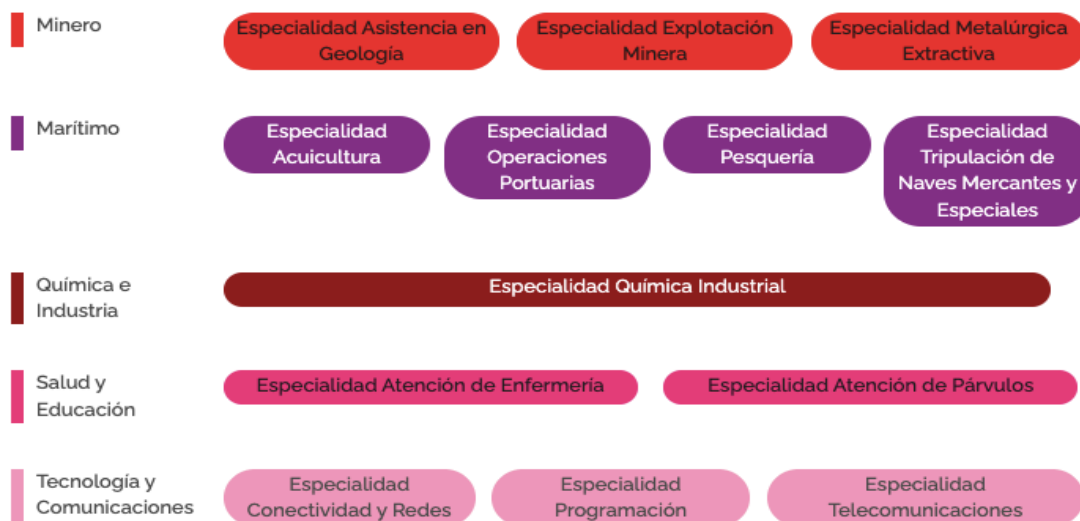 Minero
Especialidad Asistencia en
Geología
Especialidad Explotación
Minera
Especialidad Metalúrgica
Extractiva
Marítimo
Especialidad
Acuicultura
Especialidad
Operaciones
Portuarias
Especialidad
Pesquería
Especialidad
Tripulación de
Naves Mercantes y
Especiales
Química e
Industria
Especialidad Química Industrial
Salud y
Educación
Especialidad Atención de Enfermería
Especialidad Atención de Párvulos
Tecnología y
Comunicaciones
Especialidad
Conectividad y Redes
Especialidad
Programación
Especialidad
Telecomunicaciones